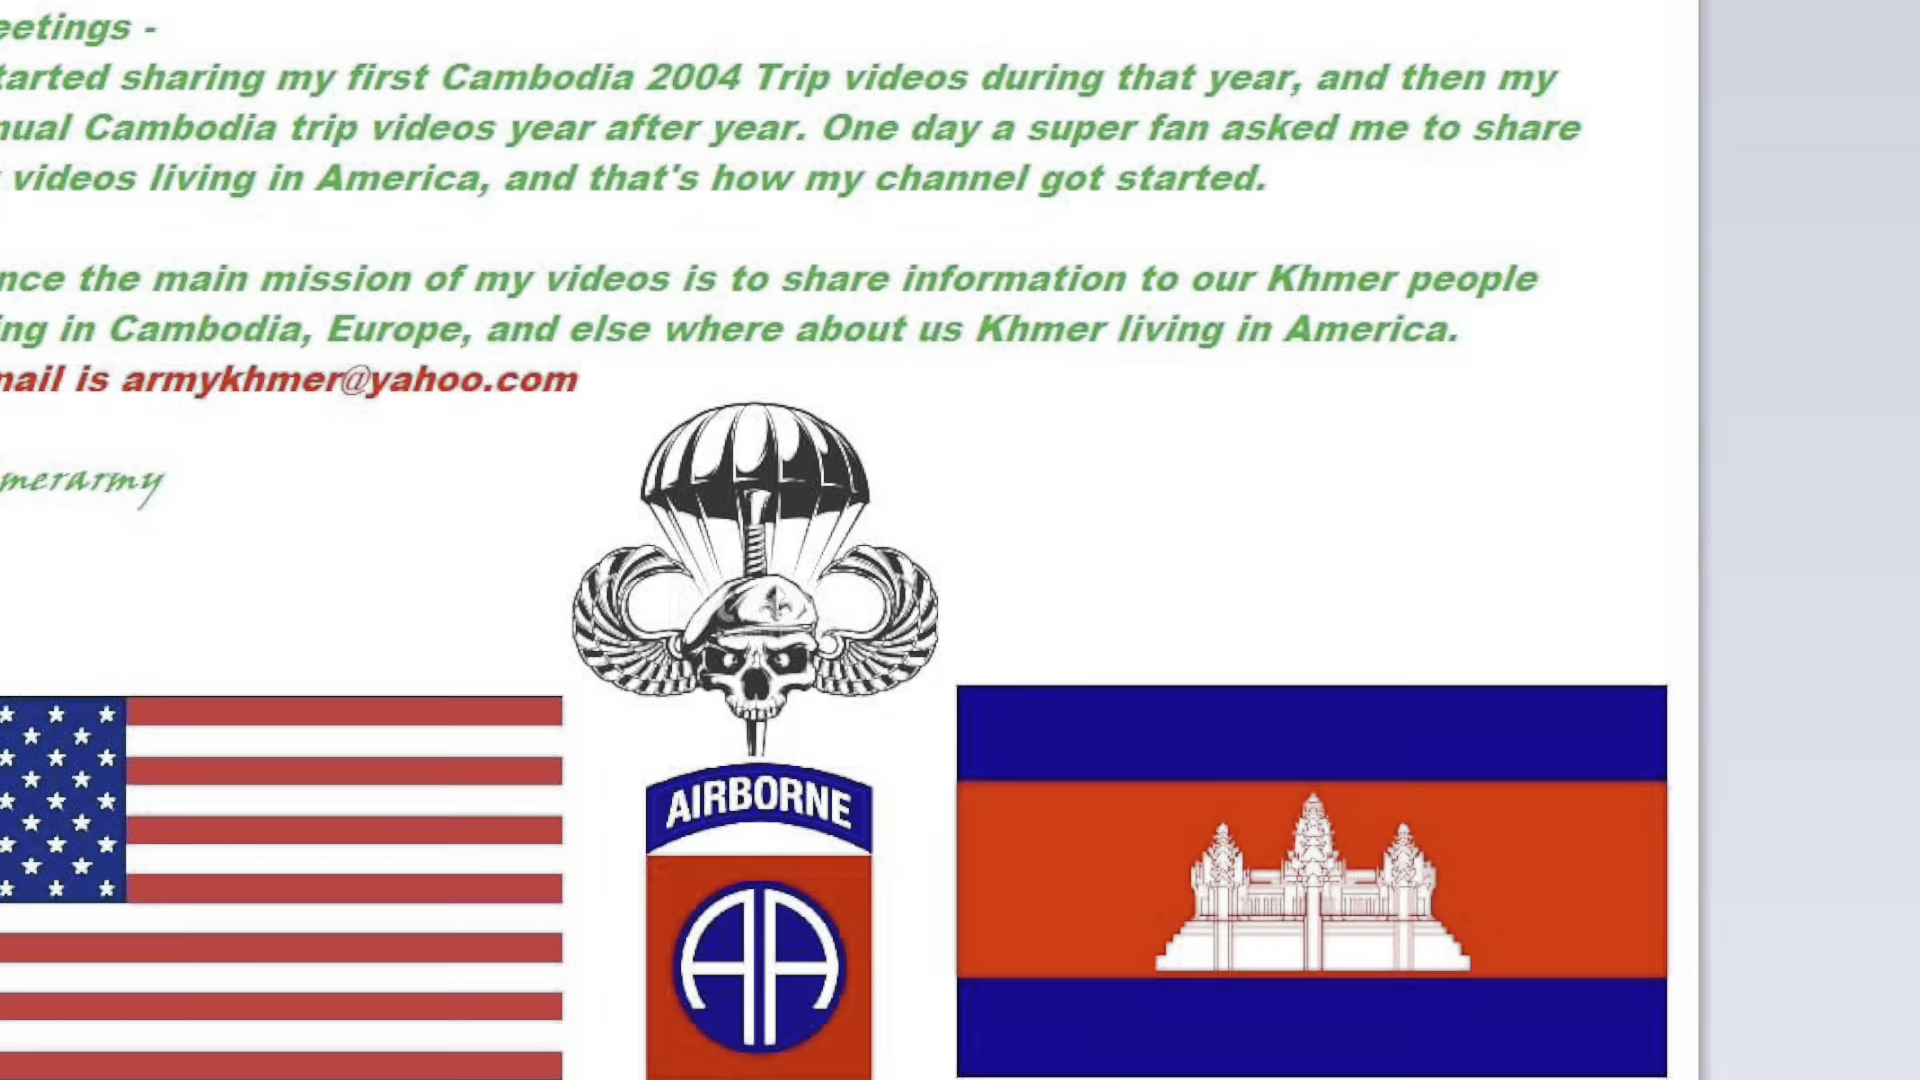 eetings -
tarted sharing my first Cambodia 2004 Trip videos during that year, and then my
nual Cambodia trip videos year after year. One day a super fan asked me to share
videos living in America, and that's how my channel got started.
nce the main mission of my videos is to share information to our Khmer people
ing in Cambodia, Europe, and else where about us Khmer living in America.
mail is armykhmer@yahoo.com
merarmy
AIRBORNE
AA